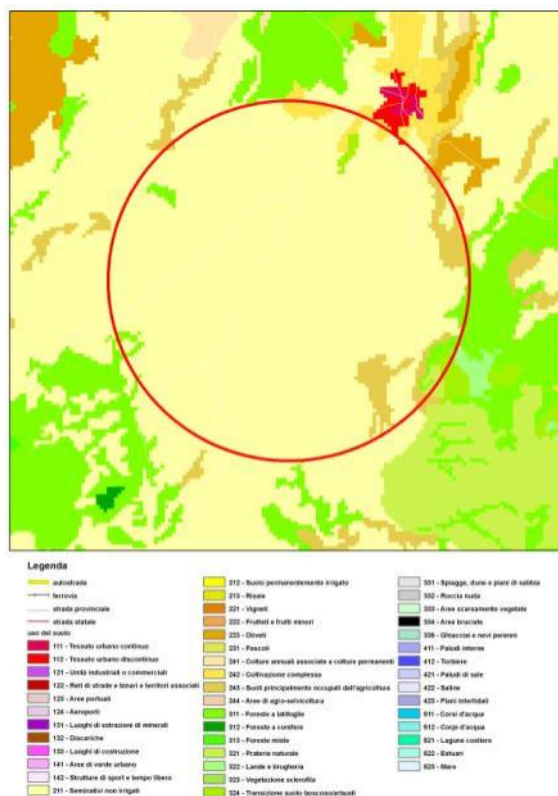 Legenda
autostrada
ferrovia
strada provinciale
strada statale
uso del suolo
111 - Tessuto urbano continuo
112 - Tessuto urbano discontinuo
121 - Unità industriali o commerciali
122 - Reti di strade e binari e territori associati
123 - Aree portuali
124 - Aeroporti
131 - Luoghi di estrazioni di minerali
132 - Discariche
133 - Luoghi di costruzione
141 - Aree di verde urbano
142 - Strutture di sport e tempo libero
211 - Seminativi non irrigati
212 - Suolo permanentemente irrigato
213 - Risaie
221 - Vigneti
222 - Frutteti e frutti minori
223 - Oliveti
231 - Pascoli
241 - Colture annuali associate a colture permanenti
242 - Coltivazione complessa
243 - Suoli principalmente occupati dall'agricoltura
244 - Aree di agro-selvicoltura
311 - Foreste a latifoglie
312 - Foreste a conifere
313 - Foreste miste
321 - Praterie naturale
322 - Lande e brugheria
323 - Vegetazione sclerofila
324 - Transizione suolo boscoso/arbusti
331 - Spiagge, dune e piani di sabbia
332 - Roccia nuda
333 - Aree scarsamente vegetate
334 - Aree bruciate
335 - Ghiacciai e nevi perenni
411 - Paludi interne
412 - Torbiere
421 - Paludi di sale
422 - Saline
423 - Piani intertidali
511 - Corsi d'acqua
512 - Corpi d'acqua
521 - Lagune costiere
522 - Estuari
523 - Mare